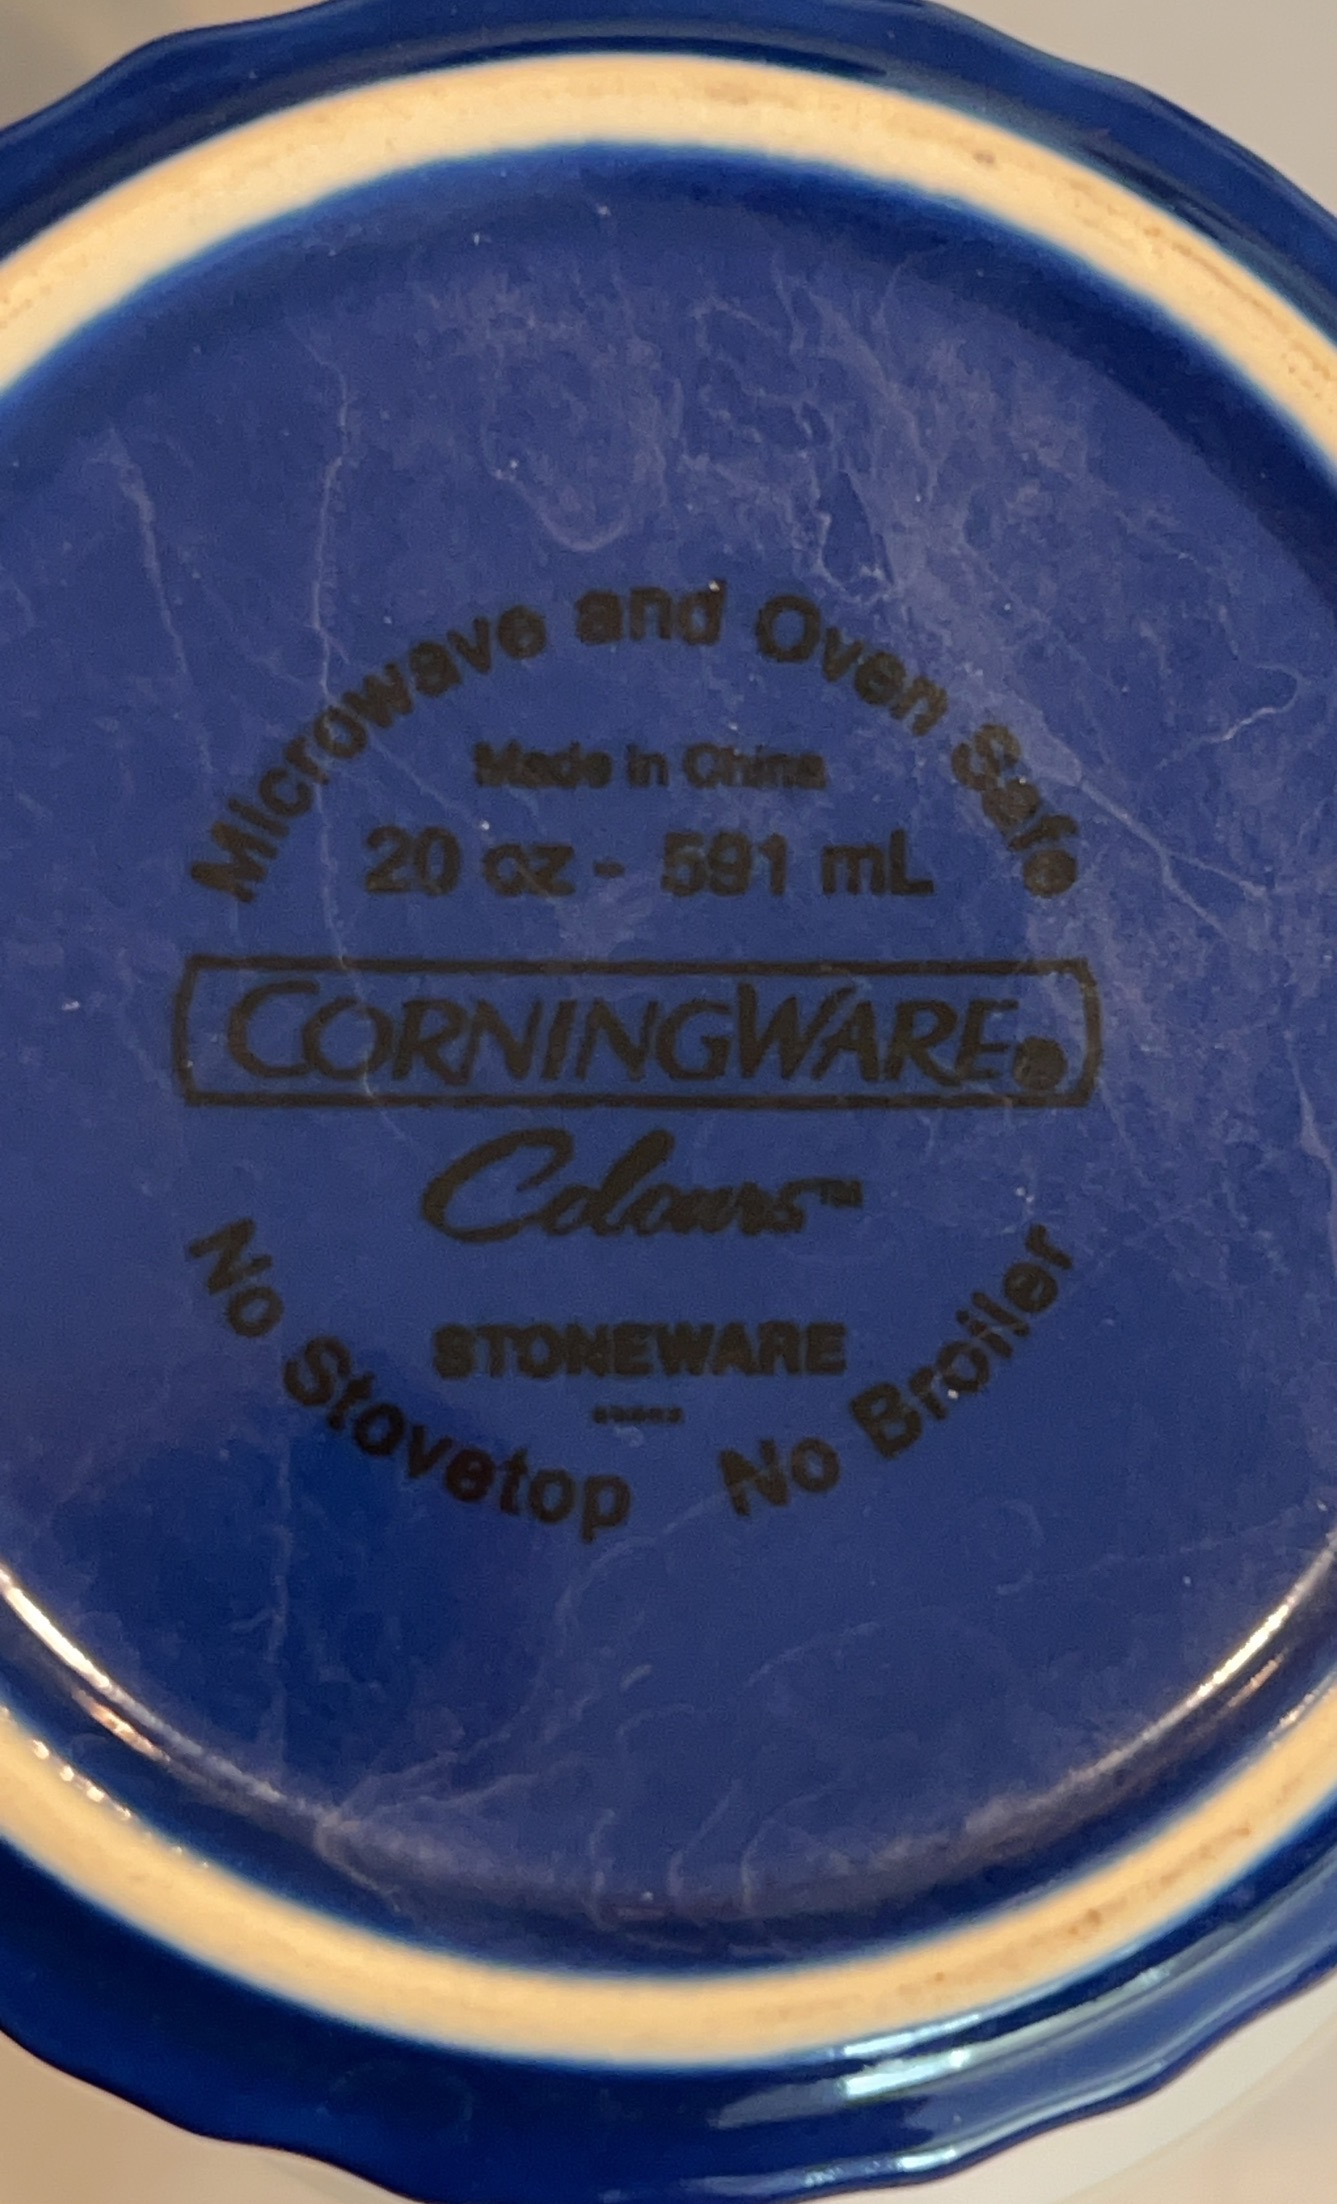 Microwave and Oven Safe
Made in China
20 oz - 591 mL
CORNINGWARE®
Colours™
STONEWARE
No Stovetop No Broiler